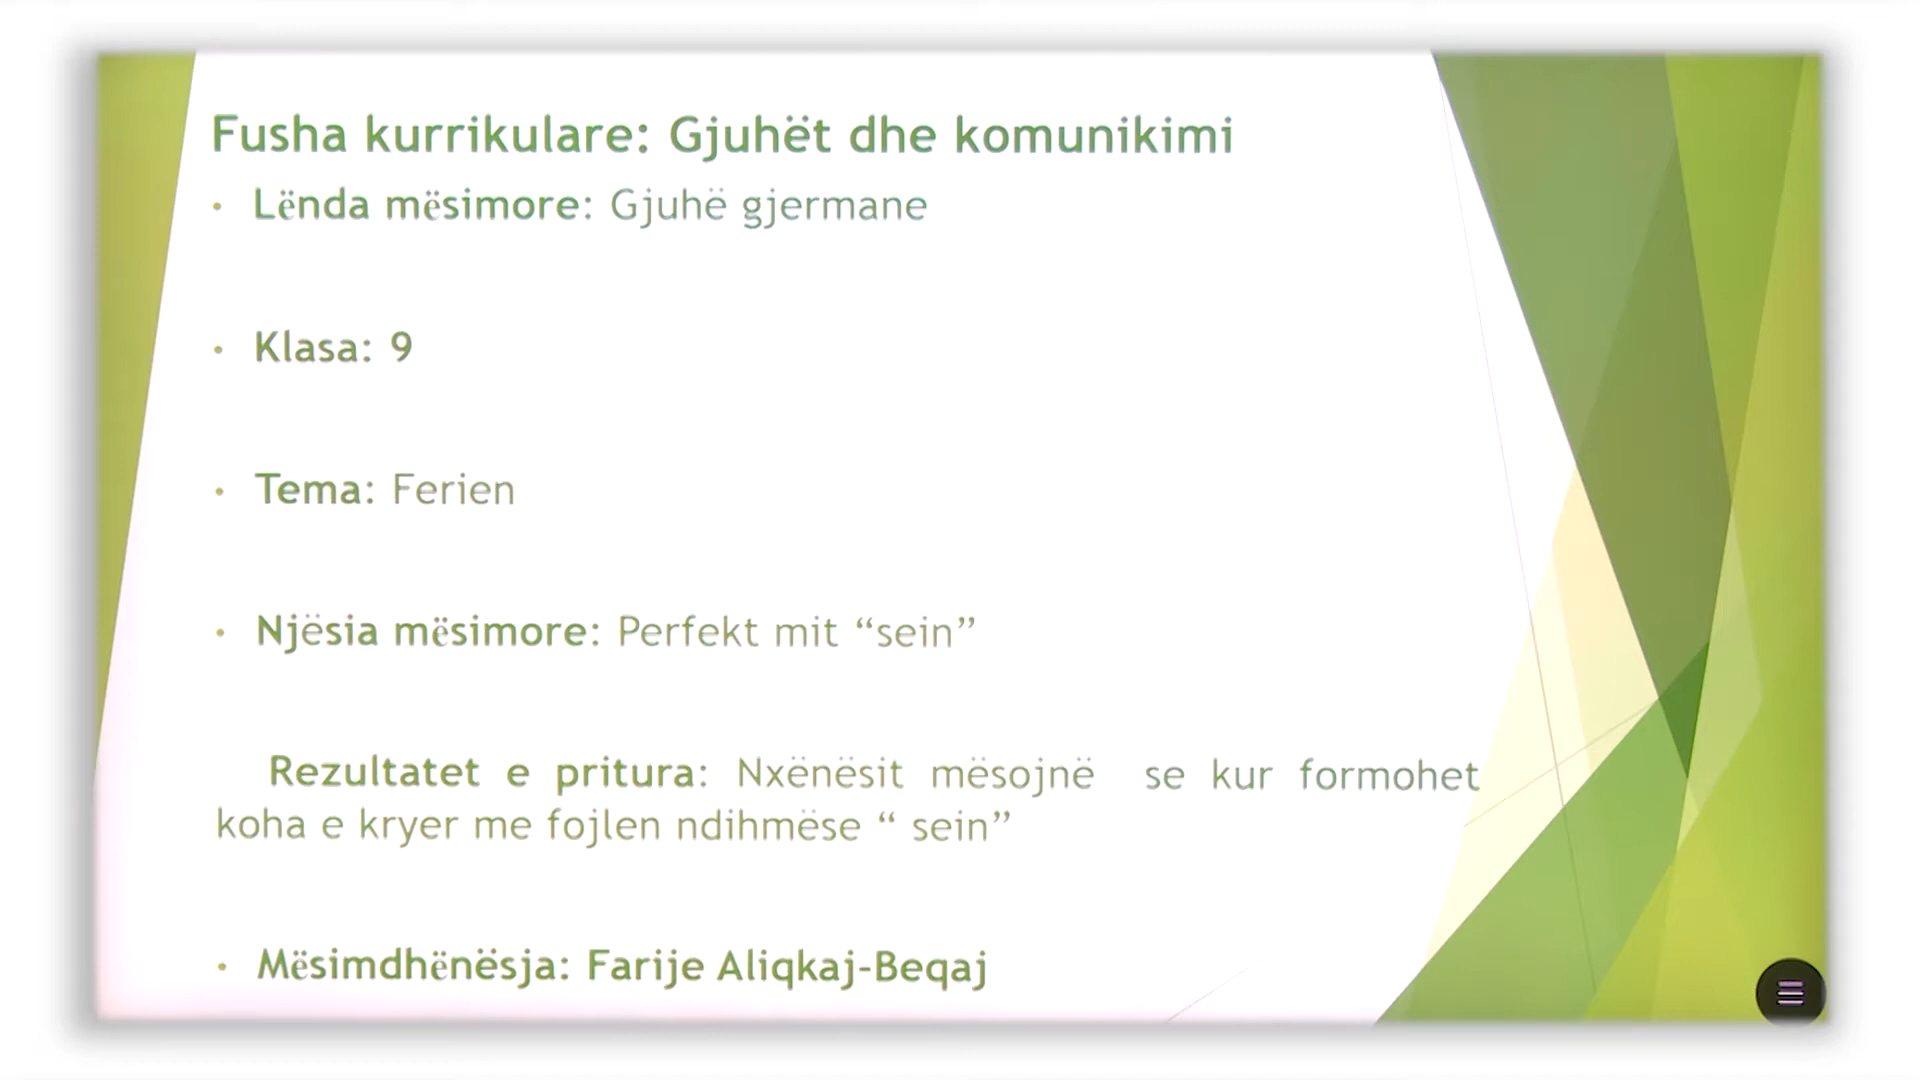 Fusha kurrikulare: Gjuhët dhe komunikimi
• Lënda mësimore: Gjuhë gjermane
• Klasa: 9
• Tema: Ferien
• Njësia mësimore: Perfekt mit “sein”
Rezultatet e pritura: Nxënësit mësojnë se kur formohet
koha e kryer me fojlen ndihmëse “ sein”
• Mësimdhënësja: Farije Aliqkaj-Beqaj